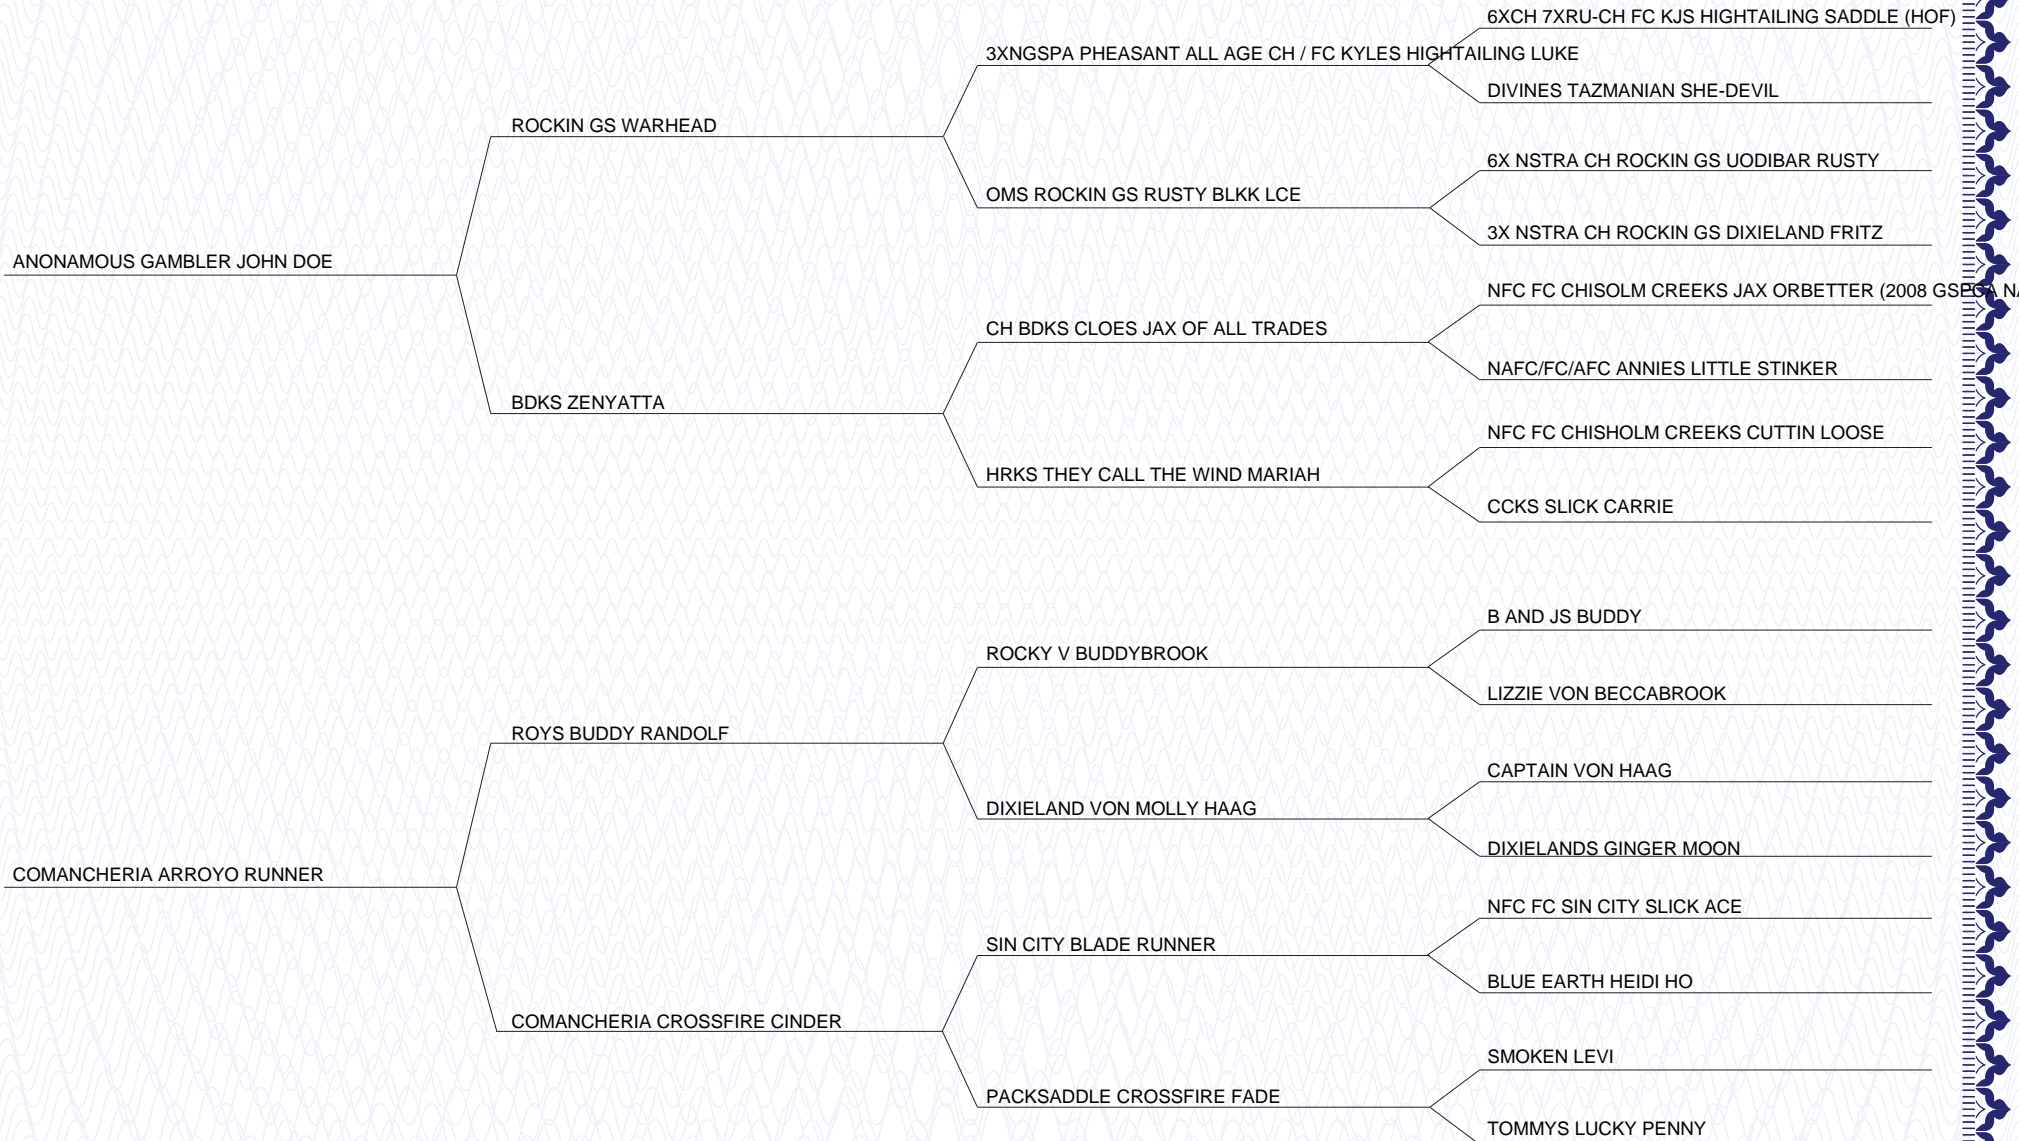 6XCH 7XRU-CH FC KJS HIGHTAILING SADDLE (HOF)
3XNGSPA PHEASANT ALL AGE CH / FC KYLES HIGHTAILING LUKE
DIVINES TAZMANIAN SHE-DEVIL
ROCKIN GS WARHEAD
6X NSTRA CH ROCKIN GS UODIBAR RUSTY
OMS ROCKIN GS RUSTY BLKK LCE
3X NSTRA CH ROCKIN GS DIXIELAND FRITZ
ANONAMOUS GAMBLER JOHN DOE
NFC FC CHISOLM CREEKS JAX ORBETTER (2008 GSPCA NA
CH BDKS CLOES JAX OF ALL TRADES
NAFC/FC/AFC ANNIES LITTLE STINKER
BDKS ZENYATTA
NFC FC CHISHOLM CREEKS CUTTIN LOOSE
HRKS THEY CALL THE WIND MARIAH
CCKS SLICK CARRIE
B AND JS BUDDY
ROCKY V BUDDYBROOK
LIZZIE VON BECCABROOK
ROYS BUDDY RANDOLF
CAPTAIN VON HAAG
DIXIELAND VON MOLLY HAAG
DIXIELANDS GINGER MOON
COMANCHERIA ARROYO RUNNER
NFC FC SIN CITY SLICK ACE
SIN CITY BLADE RUNNER
BLUE EARTH HEIDI HO
COMANCHERIA CROSSFIRE CINDER
SMOKEN LEVI
PACKSADDLE CROSSFIRE FADE
TOMMYS LUCKY PENNY